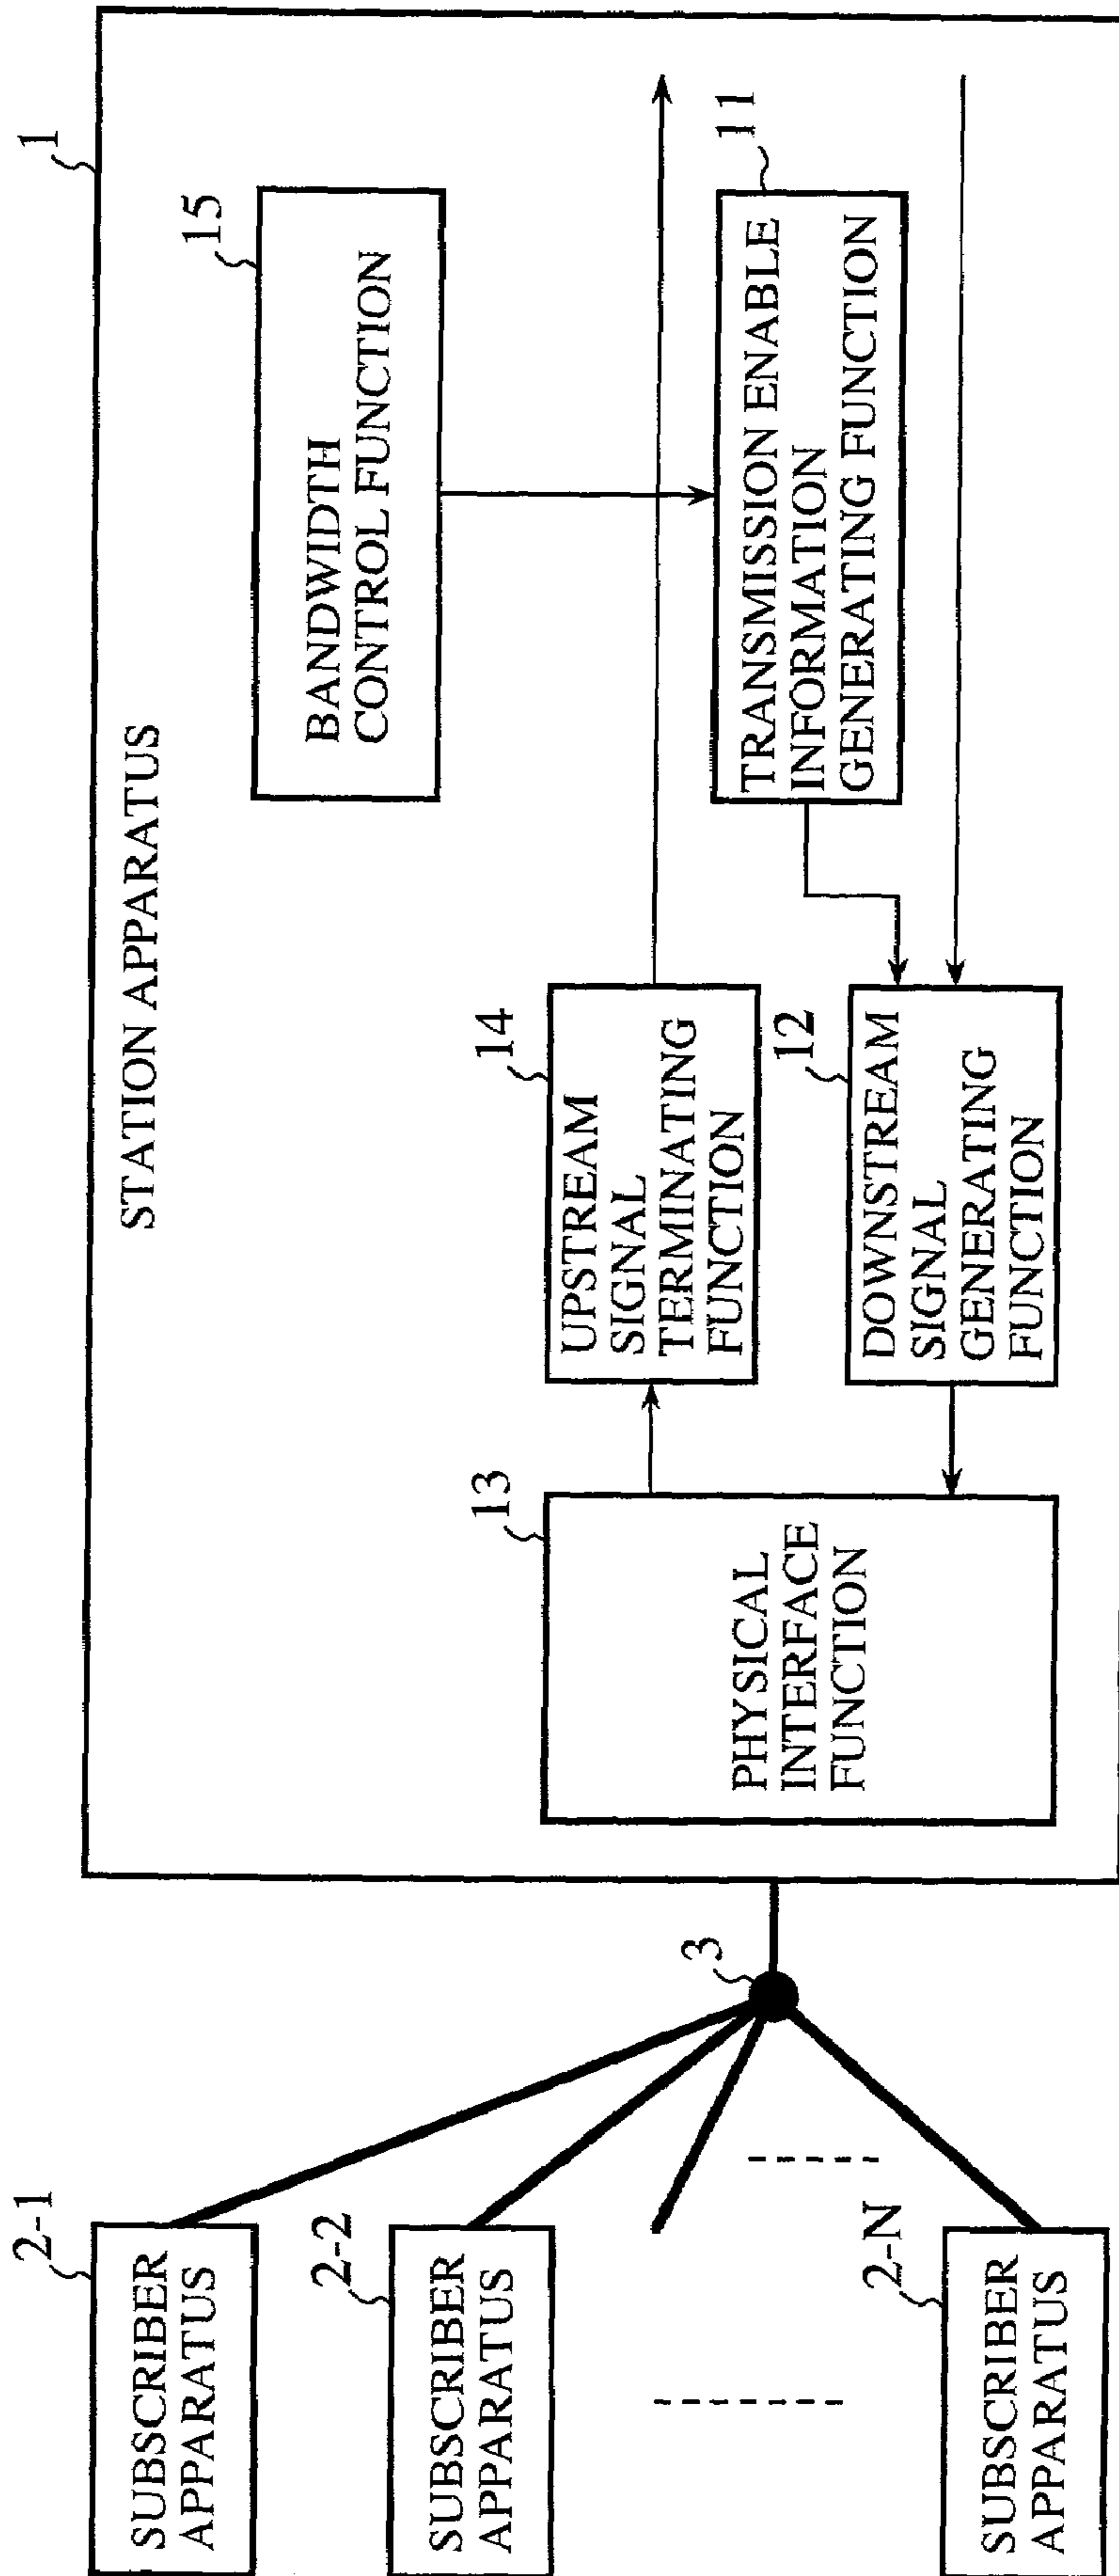 STATION APPARATUS
1
15
BANDWIDTH
CONTROL FUNCTION
2-1
SUBSCRIBER
APPARATUS
2-2
SUBSCRIBER
APPARATUS
2-N
SUBSCRIBER
APPARATUS
3
13
PHYSICAL
INTERFACE
FUNCTION
14
UPSTREAM
SIGNAL
TERMINATING
FUNCTION
12
DOWNSTREAM
SIGNAL
GENERATING
FUNCTION
11
TRANSMISSION ENABLE
INFORMATION
GENERATING FUNCTION